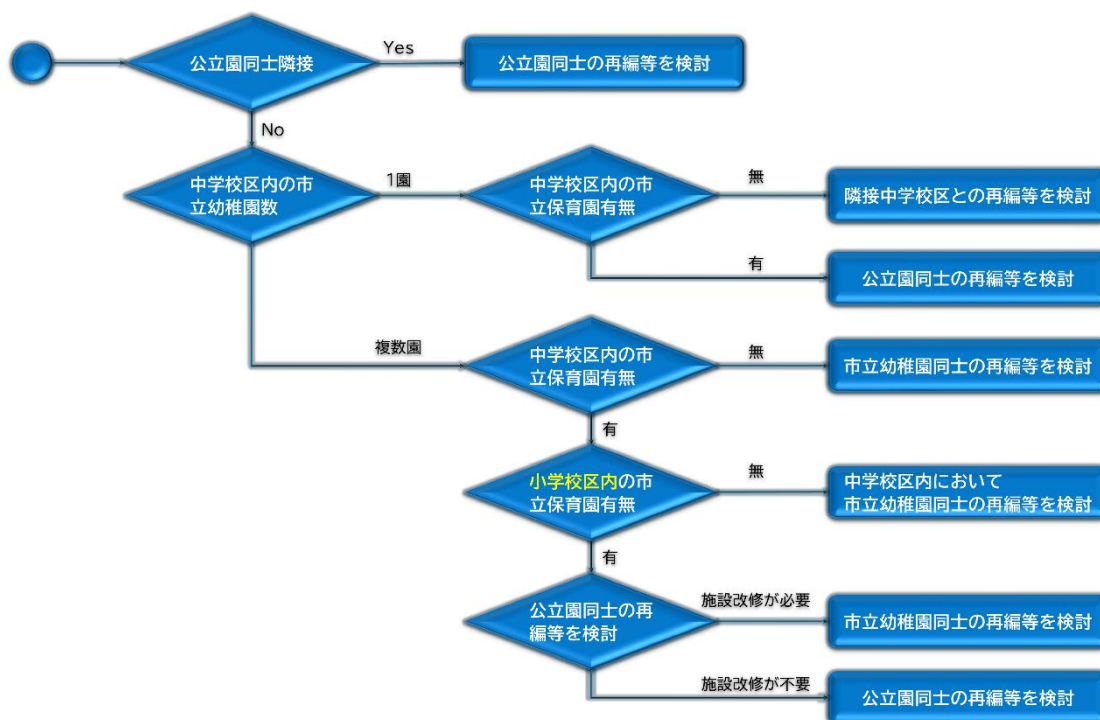 公立園同士隣接
Yes
公立園同士の再編等を検討
No
中学校区内の市
立幼稚園数
1園
中学校区内の市
立保育園有無
無
隣接中学校区との再編等を検討
有
公立園同士の再編等を検討
複数園
中学校区内の市
立保育園有無
無
市立幼稚園同士の再編等を検討
有
小学校区内の市
立保育園有無
無
中学校区内において
市立幼稚園同士の再編等を検討
有
公立園同士の再
編等を検討
施設改修が必要
市立幼稚園同士の再編等を検討
施設改修が不要
公立園同士の再編等を検討